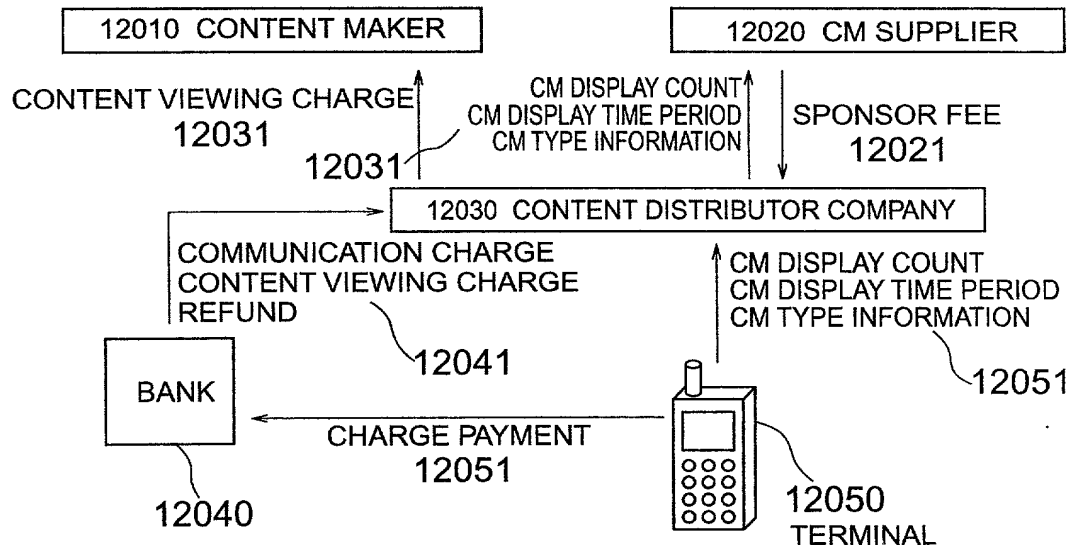 12010 CONTENT MAKER
12020 CM SUPPLIER
CONTENT VIEWING CHARGE
12031
CM DISPLAY COUNT
CM DISPLAY TIME PERIOD
CM TYPE INFORMATION
12031
SPONSOR FEE
12021
12030 CONTENT DISTRIBUTOR COMPANY
COMMUNICATION CHARGE
CONTENT VIEWING CHARGE
REFUND
12041
CM DISPLAY COUNT
CM DISPLAY TIME PERIOD
CM TYPE INFORMATION
12051
BANK
12040
CHARGE PAYMENT
12051
12050
TERMINAL